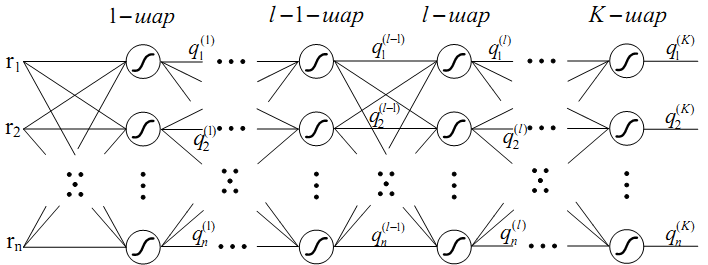 1−шар l−1−шар l−шар K−шар
r₁ q₁⁽¹⁾ q₁⁽ˡ⁻¹⁾ q₁⁽ˡ⁾ q₁⁽ᴷ⁾
r₂ q₂⁽¹⁾ q₂⁽ˡ⁻¹⁾ q₂⁽ˡ⁾ q₂⁽ᴷ⁾
rₙ qₙ⁽¹⁾ qₙ⁽ˡ⁻¹⁾ qₙ⁽ˡ⁾ qₙ⁽ᴷ⁾